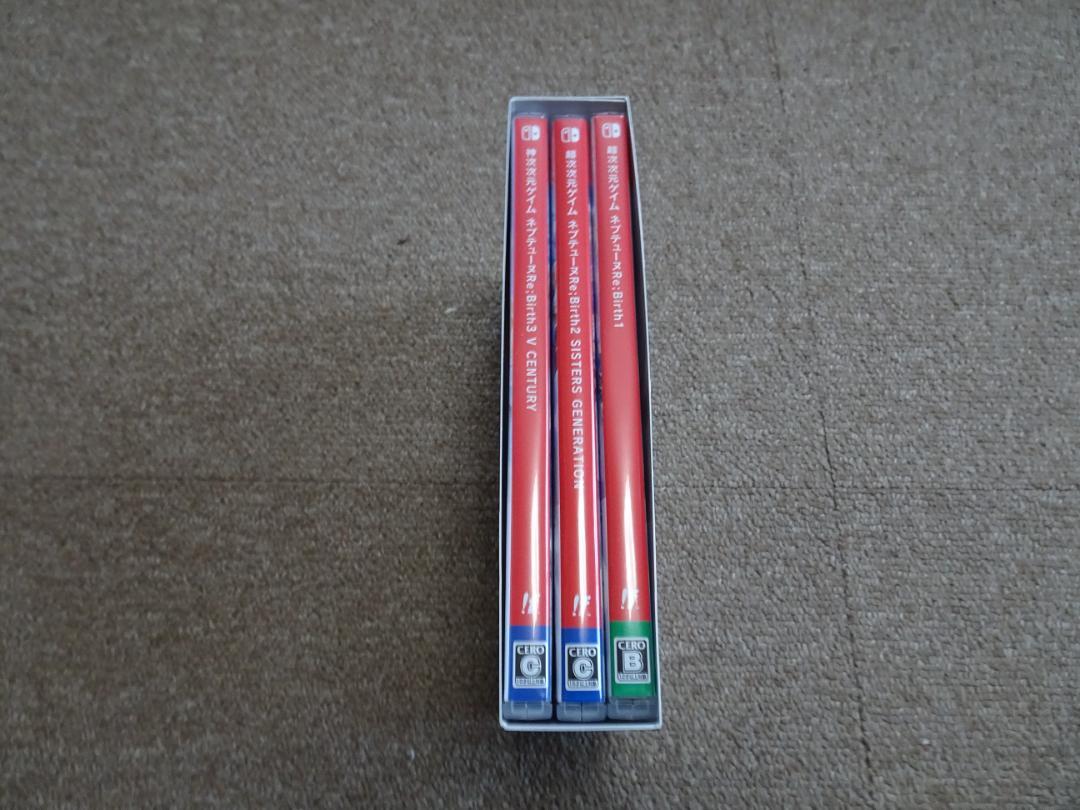 神次次元ゲイム ネプテューヌRe;Birth3 V CENTURY
CERO
C
超次次元ゲイム ネプテューヌRe;Birth2 SISTERS GENERATION
CERO
C
超次次元ゲイム ネプテューヌRe;Birth1
CERO
B